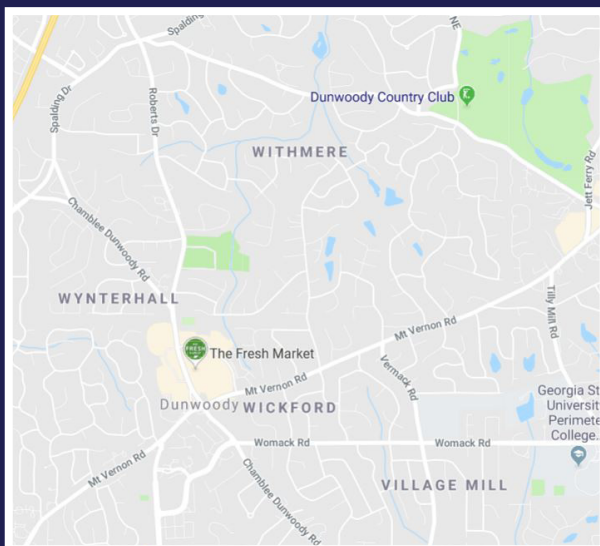 Spalding
NE
Spalding Dr
Roberts Dr
Dunwoody Country Club
WITHMERE
Jett Ferry Rd
Chamblee Dunwoody Rd
WYNTERHALL
Tilly Mill Rd
Mt Vernon Rd
FRESH
The Fresh Market
Vermack Rd
Mt Vernon Rd
Georgia St
University
Perimete
College.
Dunwoody
WICKFORD
Womack Rd
Womack Rd
Mt Vernon Rd
Chamblee Dunwoody Rd
VILLAGE MILL